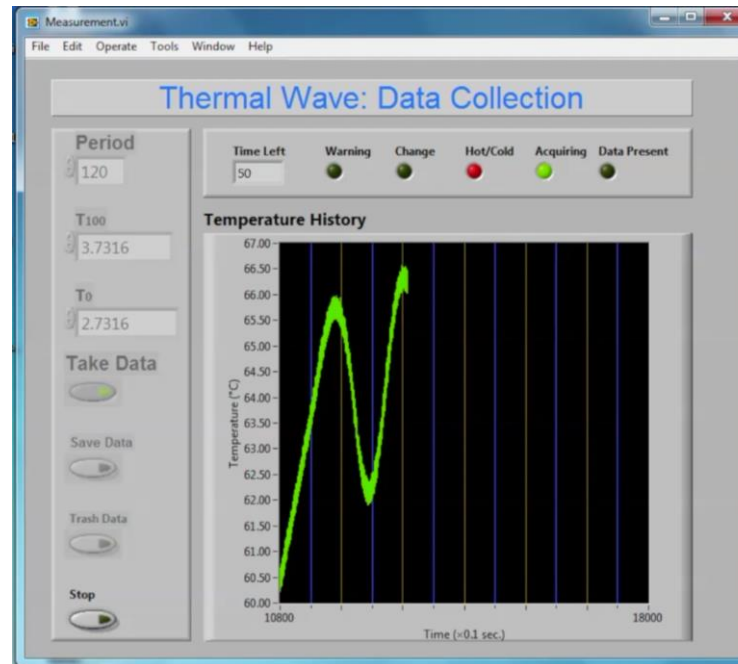 Measurement.vi
File Edit Operate Tools Window Help
Thermal Wave: Data Collection
Period
120
T100
3.7316
T0
2.7316
Take Data
Save Data
Trash Data
Stop
Time Left Warning Change Hot/Cold Acquiring Data Present
50
Temperature History
67.00
66.50
66.00
65.50
65.00
64.50
64.00
63.50
63.00
62.50
62.00
61.50
61.00
60.50
60.00
Temperature (°C)
10800 18000
Time (×0.1 sec.)